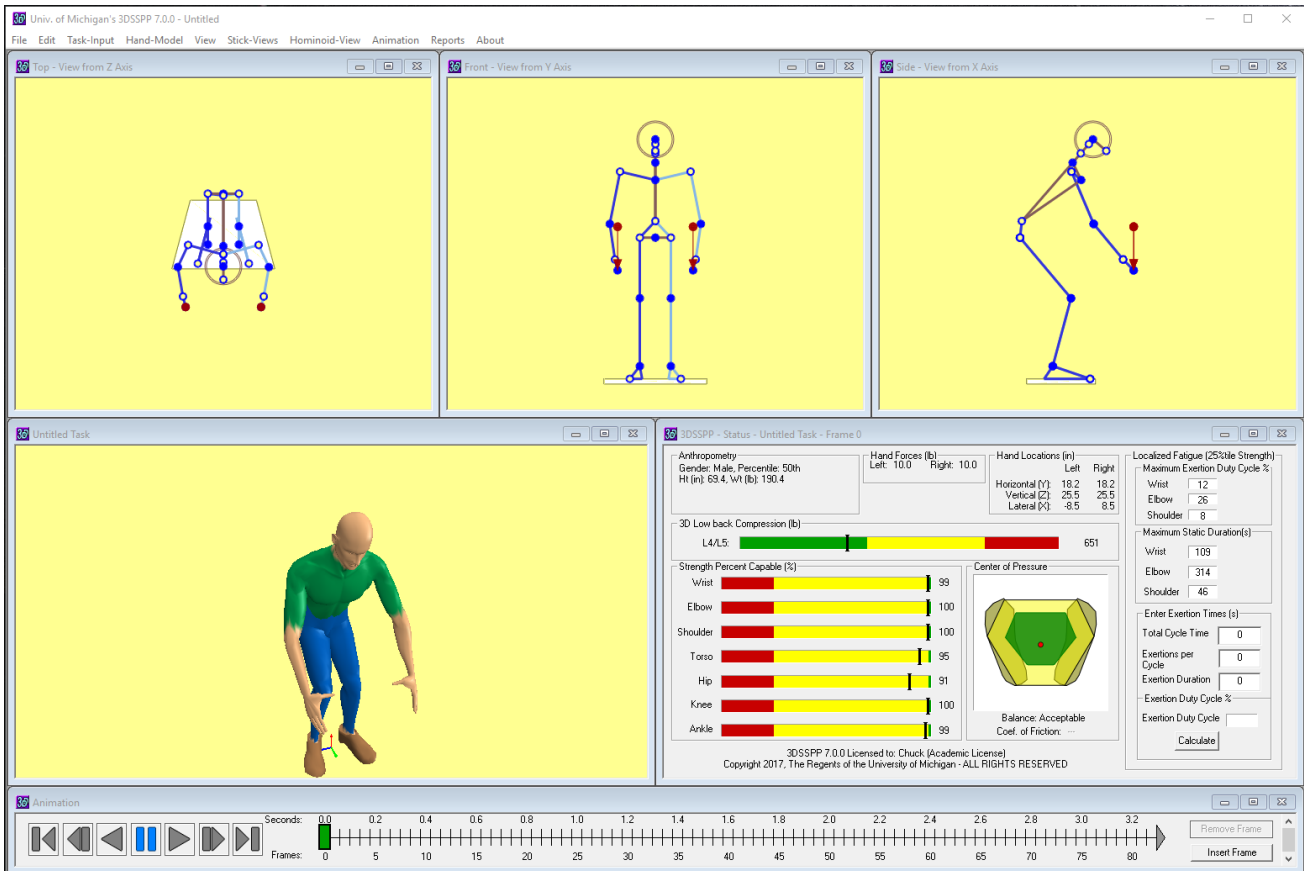 Univ. of Michigan's 3DSSPP 7.0.0 - Untitled
File Edit Task-Input Hand-Model View Stick-Views Hominoid-View Animation Reports About
Top - View from Z Axis
Front - View from Y Axis
Side - View from X Axis
Untitled Task
3DSSPP - Status - Untitled Task - Frame 0
Anthropometry
Gender: Male, Percentile: 50th
Ht (in): 69.4, Wt (lb): 190.4
Hand Forces (lb)
Left: 10.0 Right: 10.0
Hand Locations (in)
Left Right
Horizontal (Y): 18.2 18.2
Vertical (Z): 25.5 25.5
Lateral (X): -8.5 8.5
3D Low back Compression (lb)
L4/L5: 651
Strength Percent Capable (%)
Wrist 99
Elbow 100
Shoulder 100
Torso 95
Hip 91
Knee 100
Ankle 99
Center of Pressure
Balance: Acceptable
Coef. of Friction: ---
3DSSPP 7.0.0 Licensed to: Chuck (Academic License)
Copyright 2017, The Regents of the University of Michigan - ALL RIGHTS RESERVED
Localized Fatigue (25%tile Strength)
Maximum Exertion Duty Cycle %
Wrist 12
Elbow 26
Shoulder 8
Maximum Static Duration(s)
Wrist 109
Elbow 314
Shoulder 46
Enter Exertion Times (s)
Total Cycle Time 0
Exertions per
Cycle 0
Exertion Duration 0
Exertion Duty Cycle %
Exertion Duty Cycle
Calculate
Animation
Seconds: 0.0 0.2 0.4 0.6 0.8 1.0 1.2 1.4 1.6 1.8 2.0 2.2 2.4 2.6 2.8 3.0 3.2
Frames: 0 5 10 15 20 25 30 35 40 45 50 55 60 65 70 75 80
Remove Frame
Insert Frame